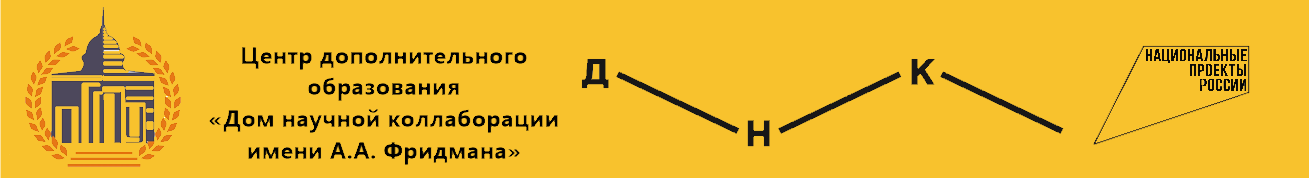 Центр дополнительного
образования
«Дом научной коллаборации
имени А.А. Фридмана»
Д
Н
К
НАЦИОНАЛЬНЫЕ
ПРОЕКТЫ
РОССИИ